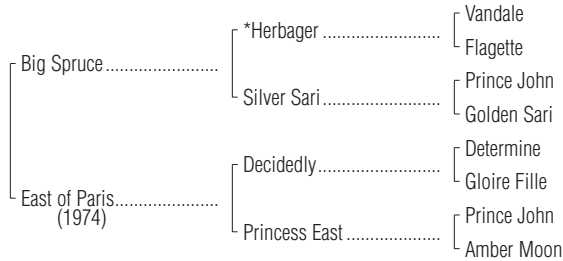 Vandale
*Herbager ........................
Flagette
Big Spruce.......................
Prince John
Silver Sari ........................
Golden Sari
Determine
Decidedly.........................
Gloire Fille
East of Paris.....................
(1974)
Prince John
Princess East ...................
Amber Moon